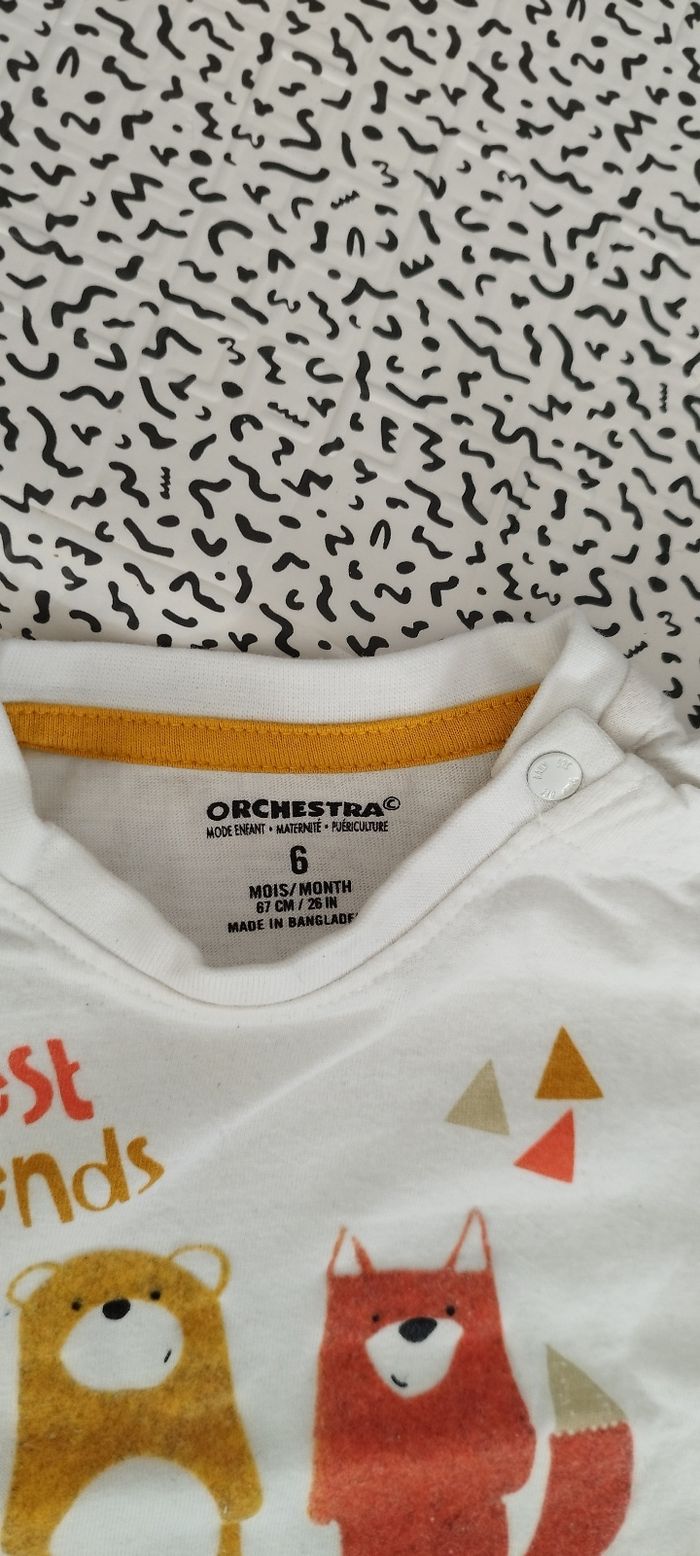 ORCHESTRA©
MODE ENFANT • MATERNITÉ • PUÉRICULTURE
6
MOIS/MONTH
67 CM / 26 IN
MADE IN BANGLADE
est
ends